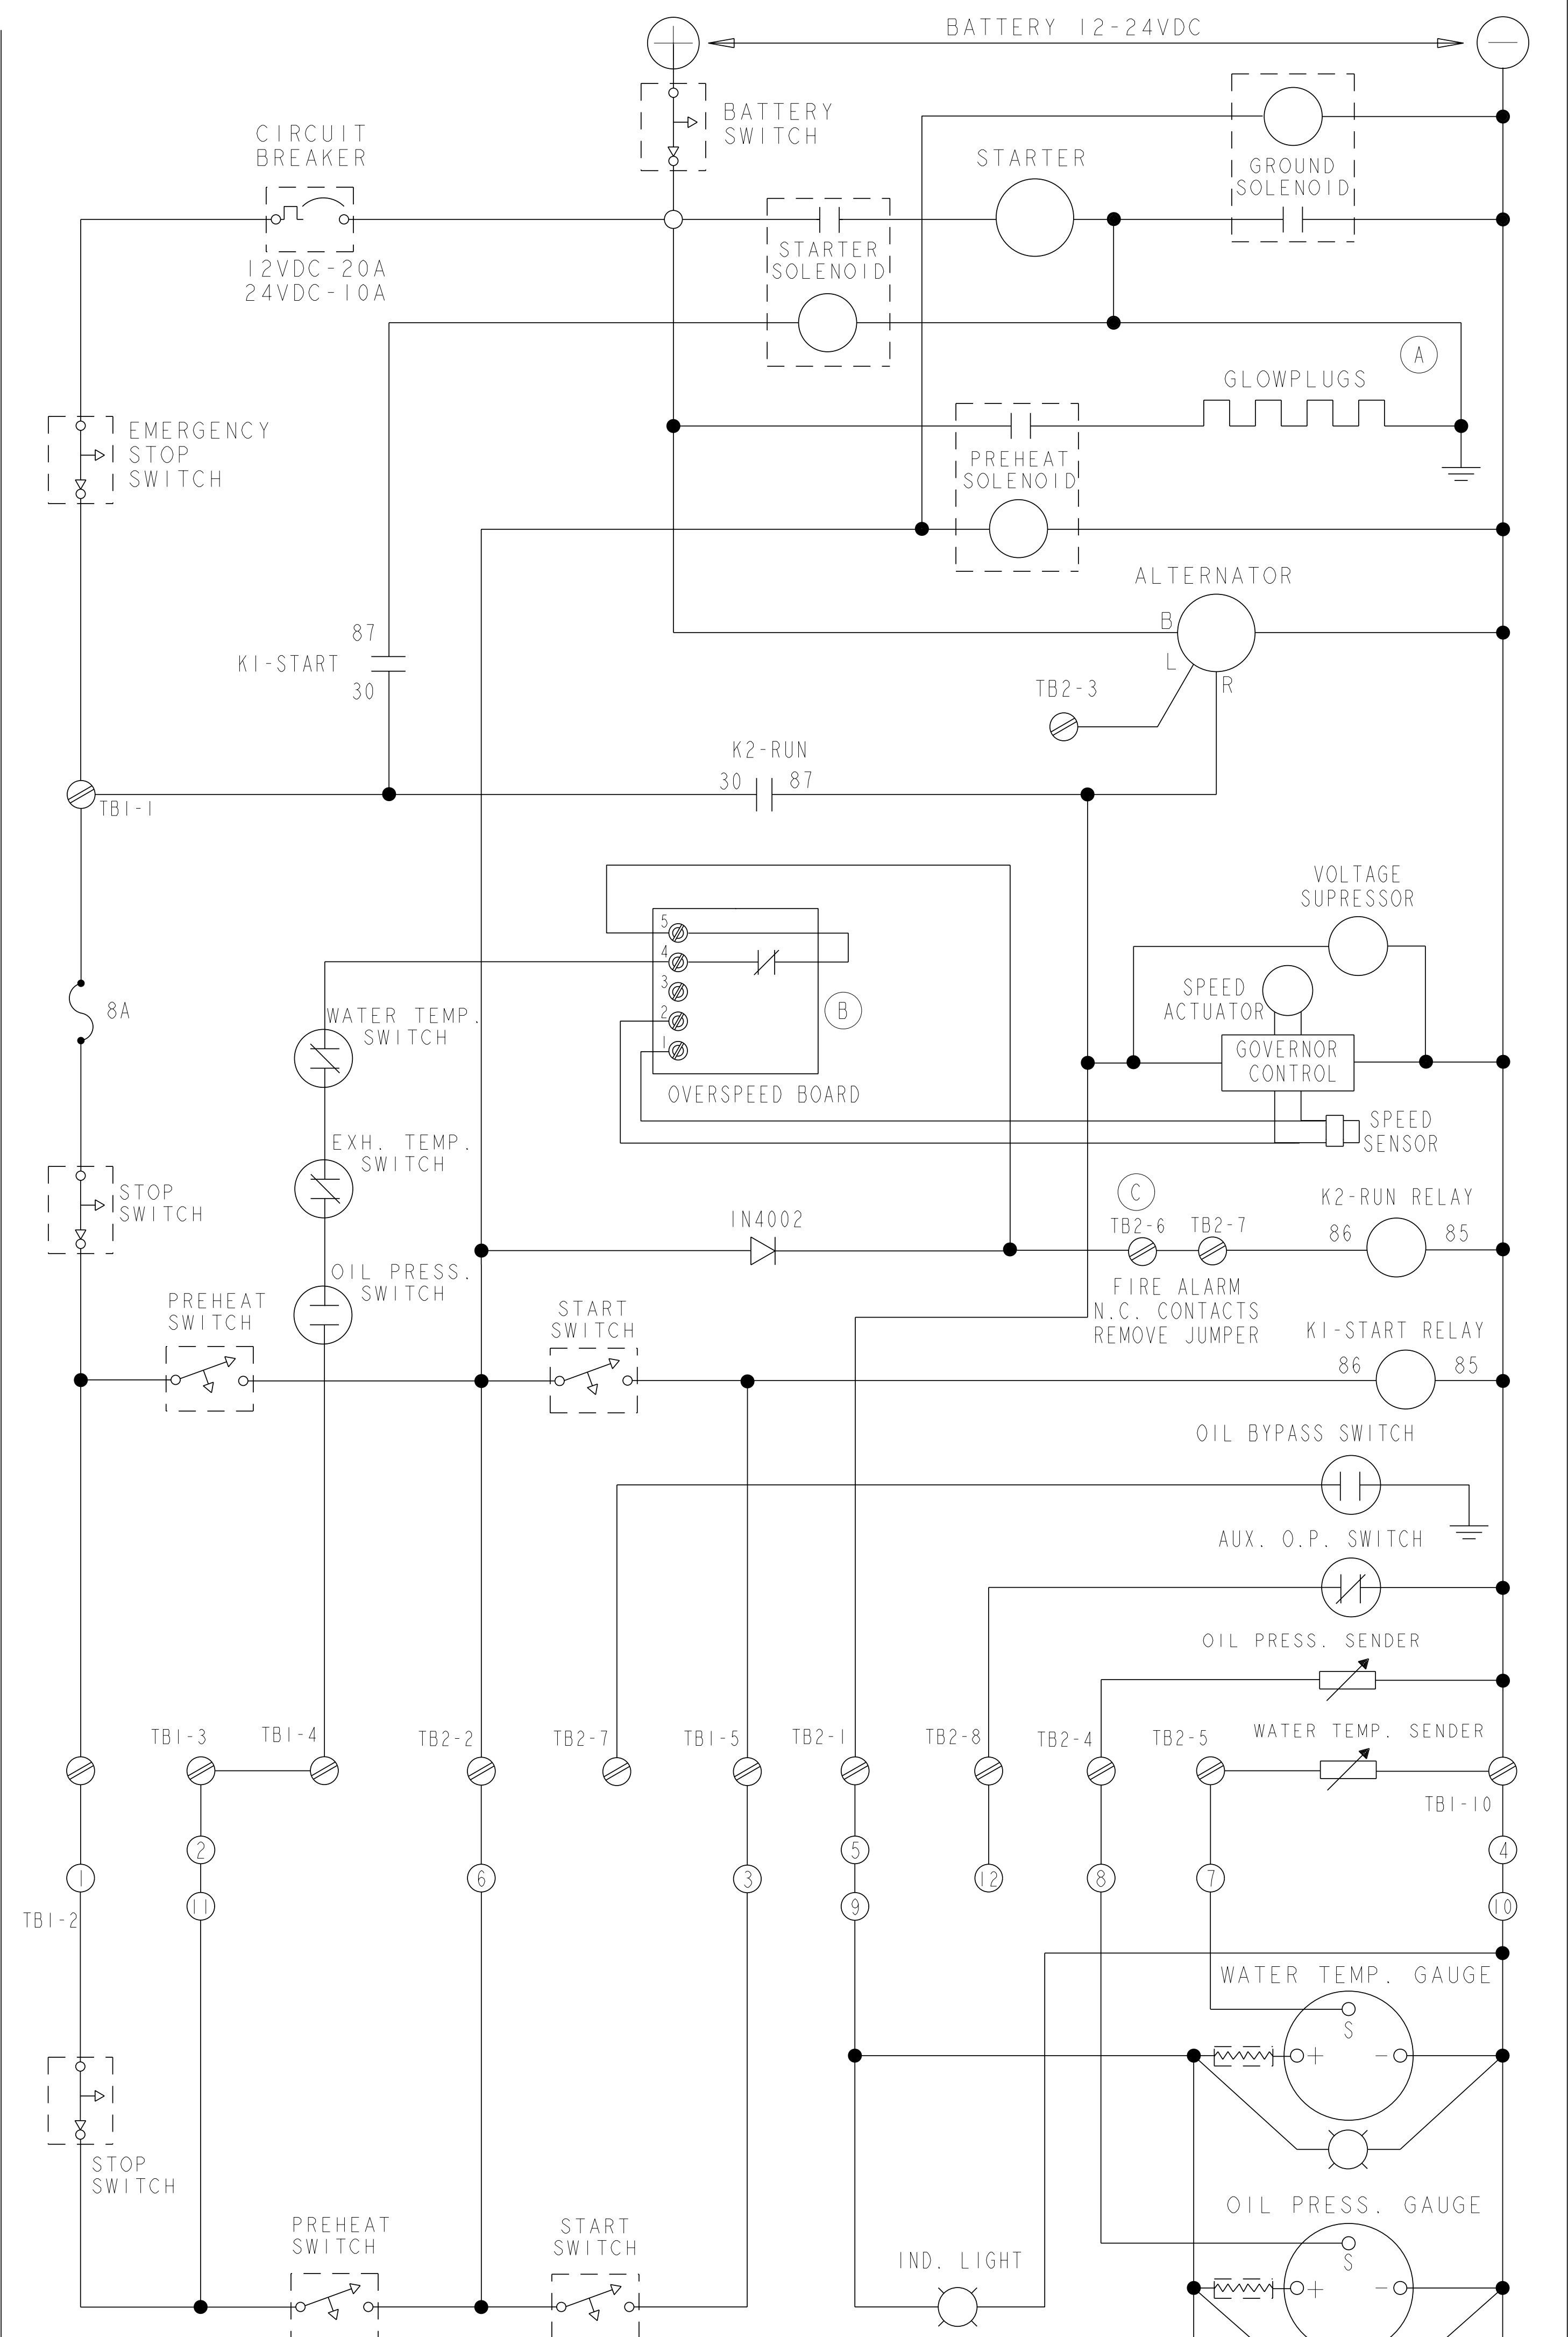 BATTERY 12-24VDC
BATTERY
SWITCH
CIRCUIT
BREAKER
12VDC-20A
24VDC-10A
STARTER
GROUND
SOLENOID
STARTER
SOLENOID
A
GLOWPLUGS
EMERGENCY
STOP
SWITCH
PREHEAT
SOLENOID
ALTERNATOR
B
L
R
87
K1-START
30
TB2-3
K2-RUN
30 87
TB1-1
VOLTAGE
SUPRESSOR
5
4
3
2
1
B
OVERSPEED BOARD
SPEED
ACTUATOR
GOVERNOR
CONTROL
SPEED
SENSOR
8A
WATER TEMP.
SWITCH
EXH. TEMP.
SWITCH
STOP
SWITCH
1N4002
C
TB2-6 TB2-7
K2-RUN RELAY
86 85
OIL PRESS.
SWITCH
FIRE ALARM
N.C. CONTACTS
REMOVE JUMPER
PREHEAT
SWITCH
START
SWITCH
K1-START RELAY
86 85
OIL BYPASS SWITCH
AUX. O.P. SWITCH
OIL PRESS. SENDER
WATER TEMP. SENDER
TB1-3 TB1-4 TB2-2 TB2-7 TB1-5 TB2-1 TB2-8 TB2-4 TB2-5
TB1-10
2 5 4
1 6 3 12 8 7
11 9 10
TB1-2
WATER TEMP. GAUGE
S
+ -
STOP
SWITCH
OIL PRESS. GAUGE
S
+ -
PREHEAT
SWITCH
START
SWITCH
IND. LIGHT